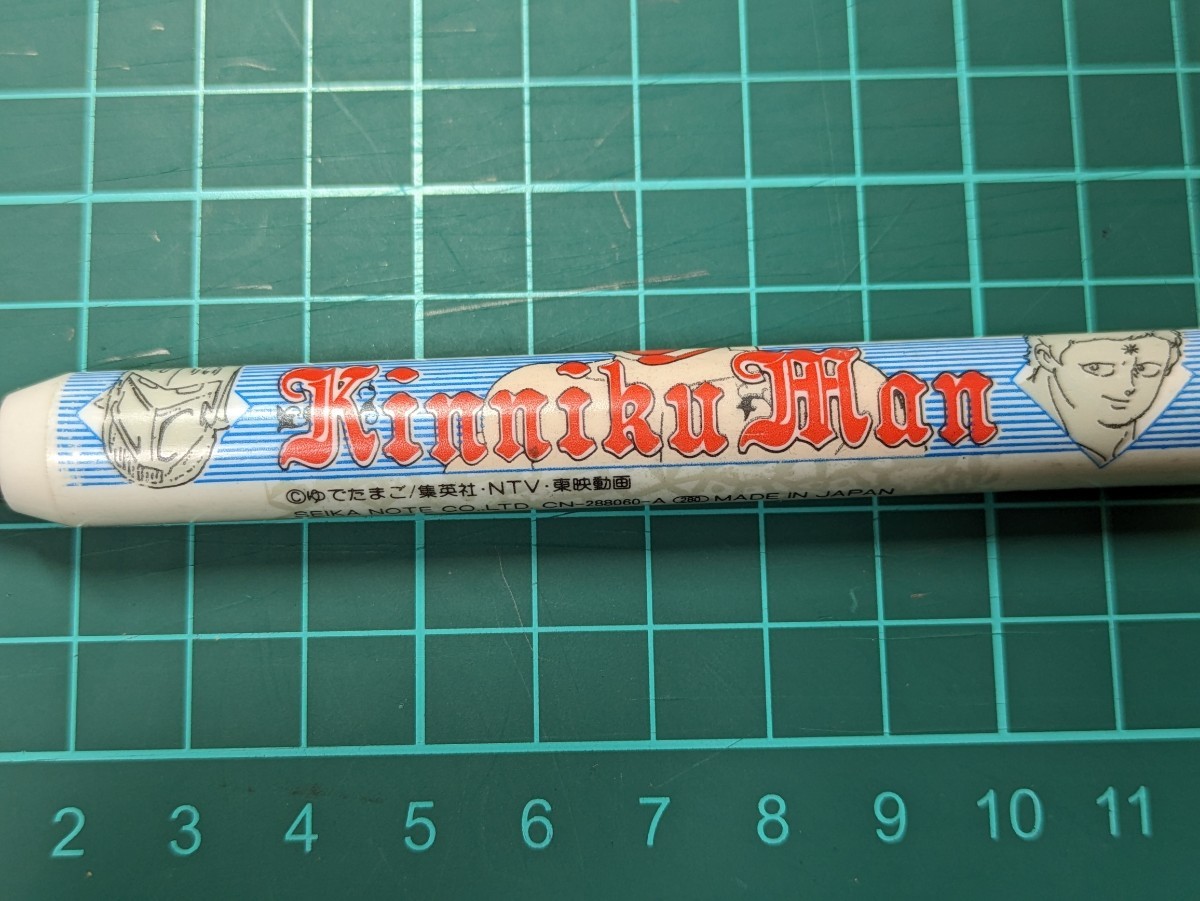 Kinniku Man
©ゆでたまご/集英社·NTV·東映動画
SEIKA NOTE CO.LTD. CN-288060-A 280 MADE IN JAPAN
2 3 4 5 6 7 8 9 10 11